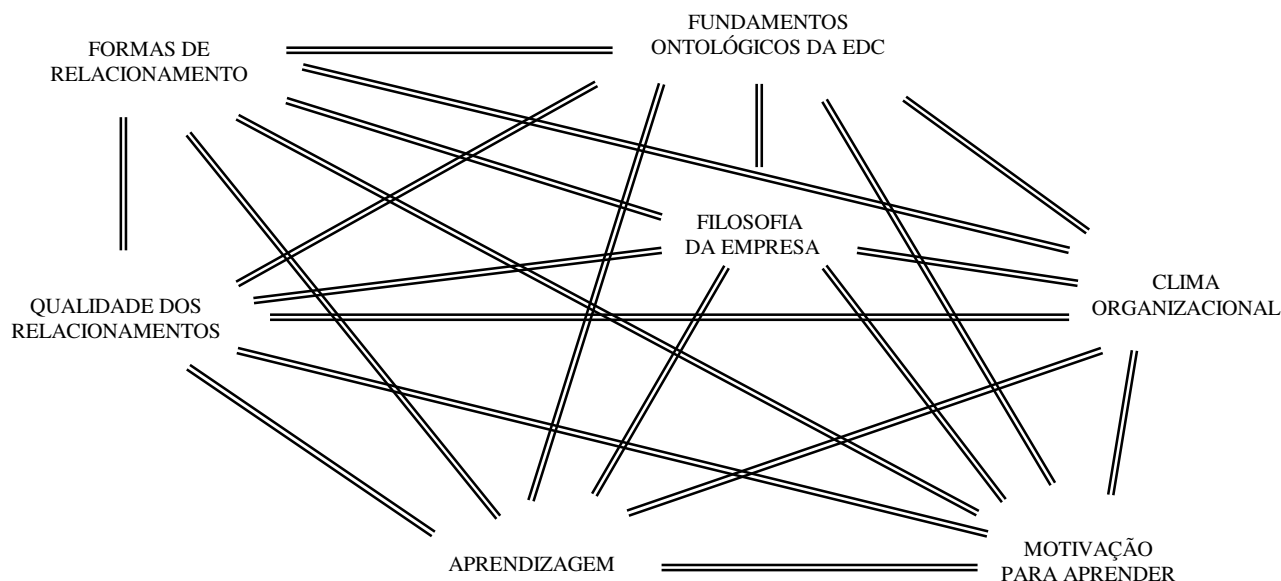 FORMAS DE
RELACIONAMENTO
FUNDAMENTOS
ONTOLÓGICOS DA EDC
FILOSOFIA
DA EMPRESA
QUALIDADE DOS
RELACIONAMENTOS
CLIMA
ORGANIZACIONAL
APRENDIZAGEM
MOTIVAÇÃO
PARA APRENDER